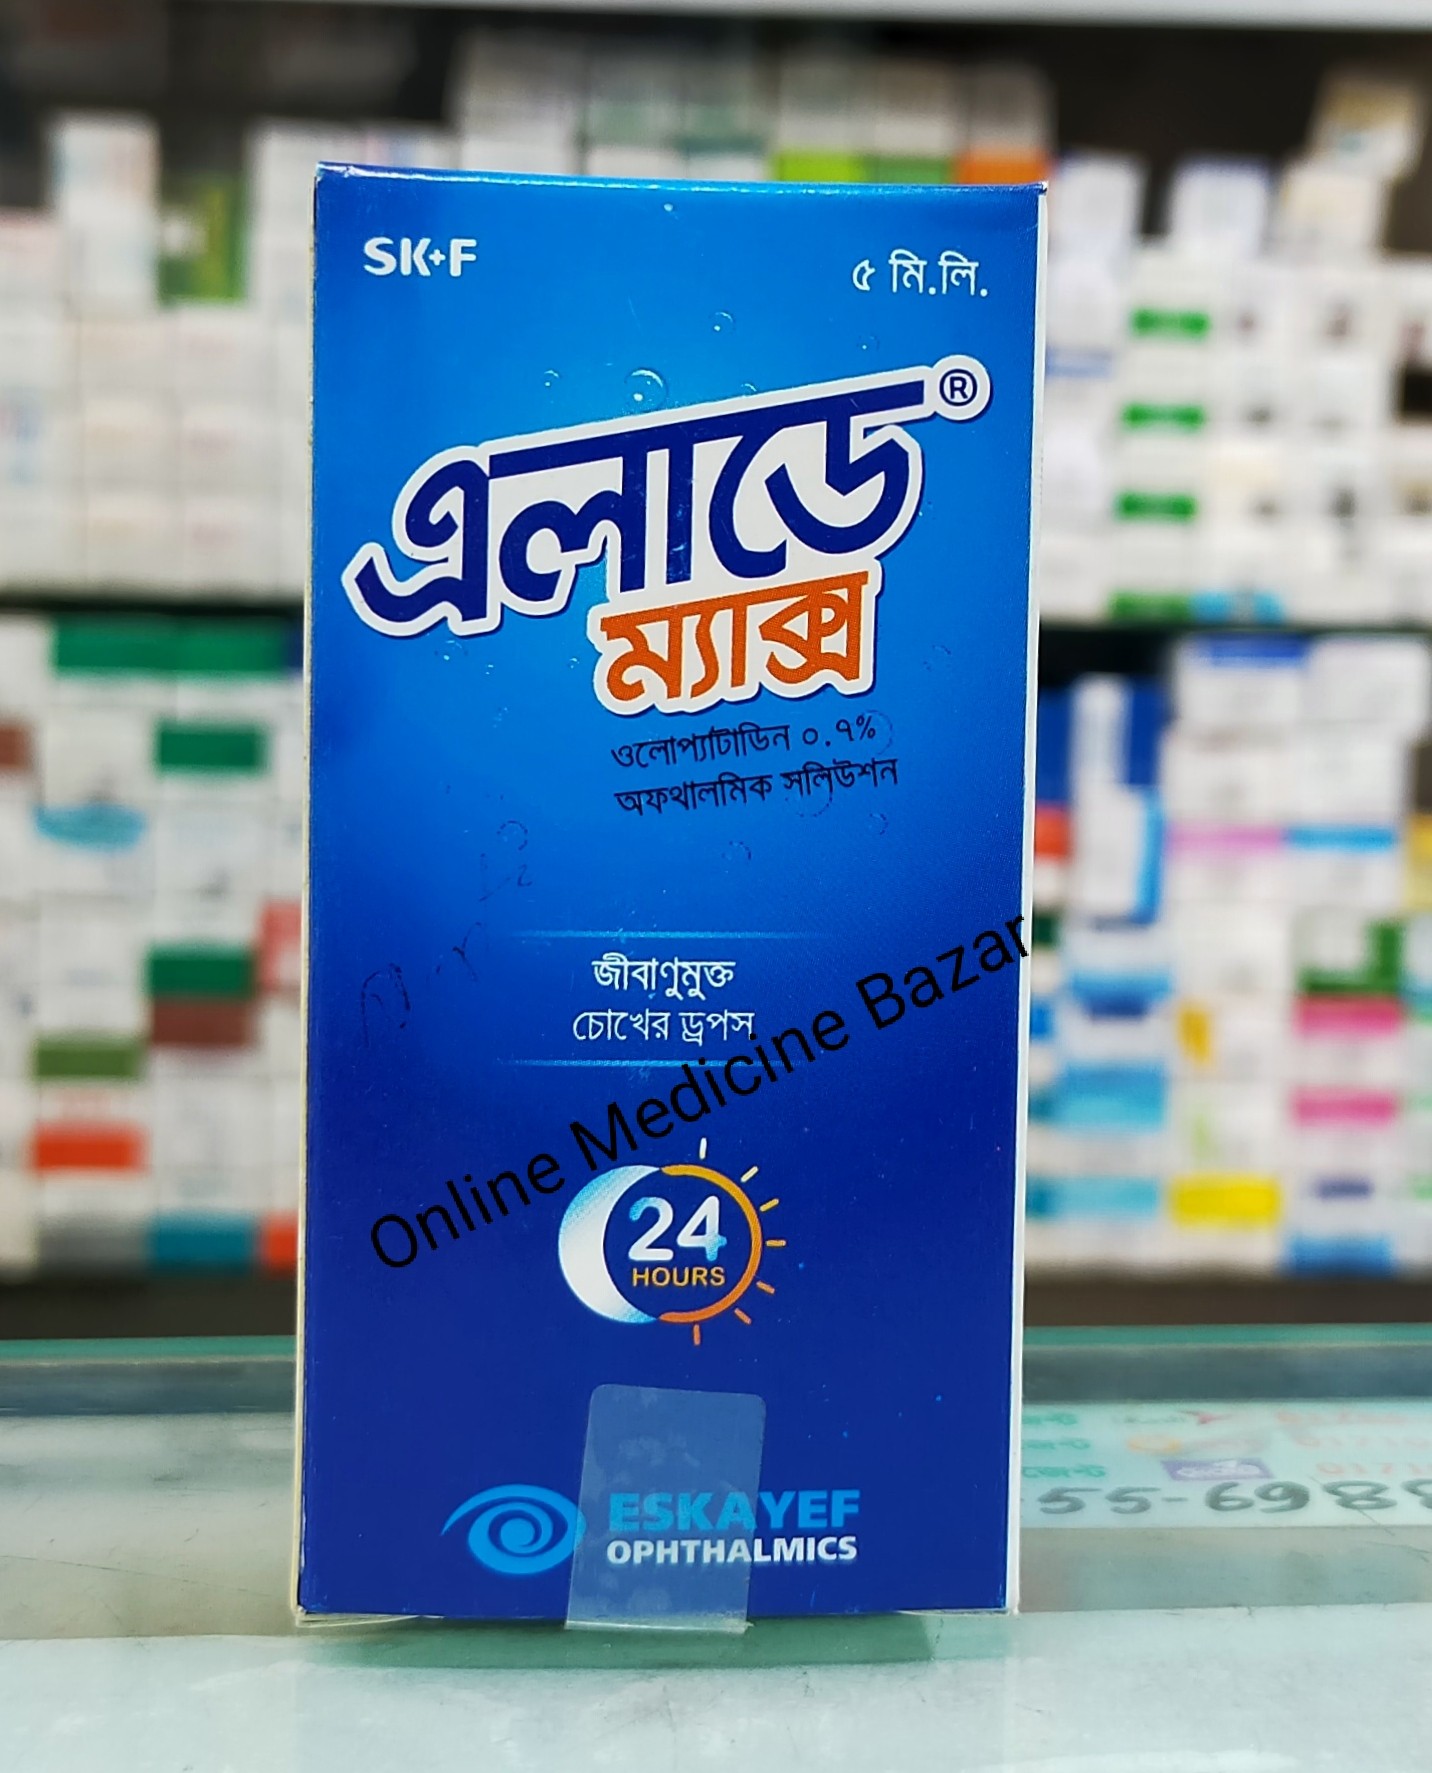 SK+F
৫ মি.লি.
এলাডে®
ম্যাক্স
ওলোপ্যাটাডিন ০.৭%
অফথালমিক সলিউশন
জীবাণুমুক্ত
চোখের ড্রপস
Online Medicine Bazar
24
HOURS
ESKAYEF
OPHTHALMICS